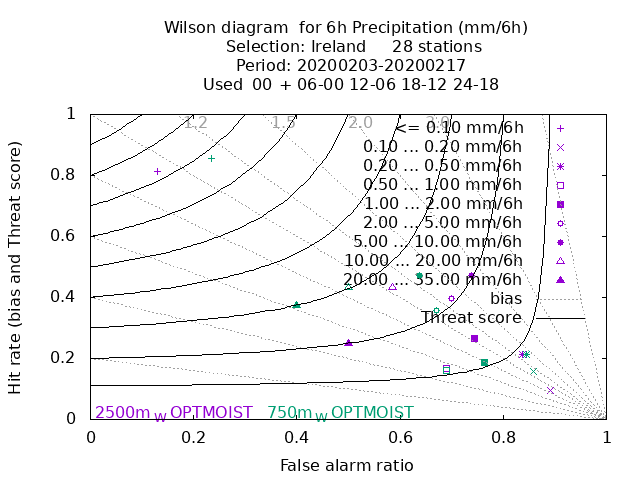 Wilson diagram  for 6h Precipitation (mm/6h)
Selection: Ireland     28 stations
Period: 20200203-20200217
Used  00 + 06-00 12-06 18-12 24-18
1.2 1.5 2.0
<= 0.10 mm/6h
0.10 ... 0.20 mm/6h
0.20 ... 0.50 mm/6h
0.50 ... 1.00 mm/6h
1.00 ... 2.00 mm/6h
2.00 ... 5.00 mm/6h
5.00 ... 10.00 mm/6h
10.00 ... 20.00 mm/6h
20.00 ... 35.00 mm/6h
bias
Threat score
Hit rate (bias and Threat score)
1
0.8
0.6
0.4
0.2
0
2500m W OPTMOIST 750m W OPTMOIST
0 0.2 0.4 0.6 0.8 1
False alarm ratio